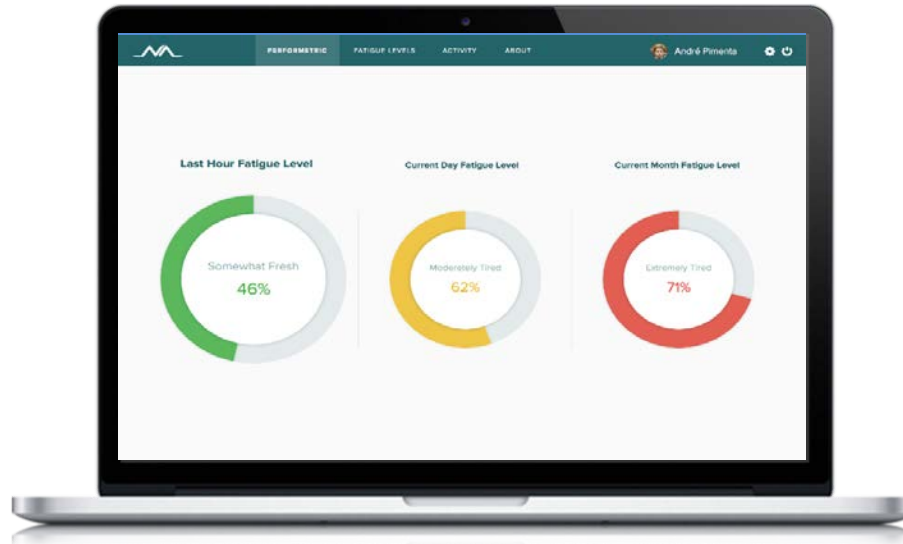 PERFORMETRIC FATIGUE LEVELS ACTIVITY ABOUT André Pimenta
Last Hour Fatigue Level
Current Day Fatigue Level
Current Month Fatigue Level
Somewhat Fresh
46%
Moderately Tired
62%
Extremely Tired
71%